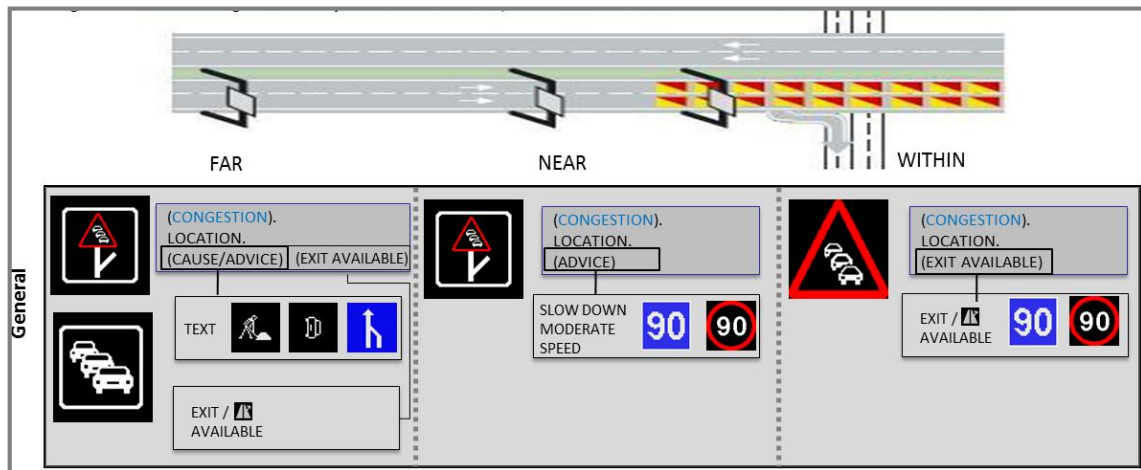 FAR
NEAR
WITHIN
General
(CONGESTION).
LOCATION.
(CAUSE/ADVICE) (EXIT AVAILABLE)
TEXT
EXIT /
AVAILABLE
(CONGESTION).
LOCATION.
(ADVICE)
SLOW DOWN
MODERATE
SPEED
90
90
(CONGESTION).
LOCATION.
(EXIT AVAILABLE)
EXIT /
AVAILABLE
90
90